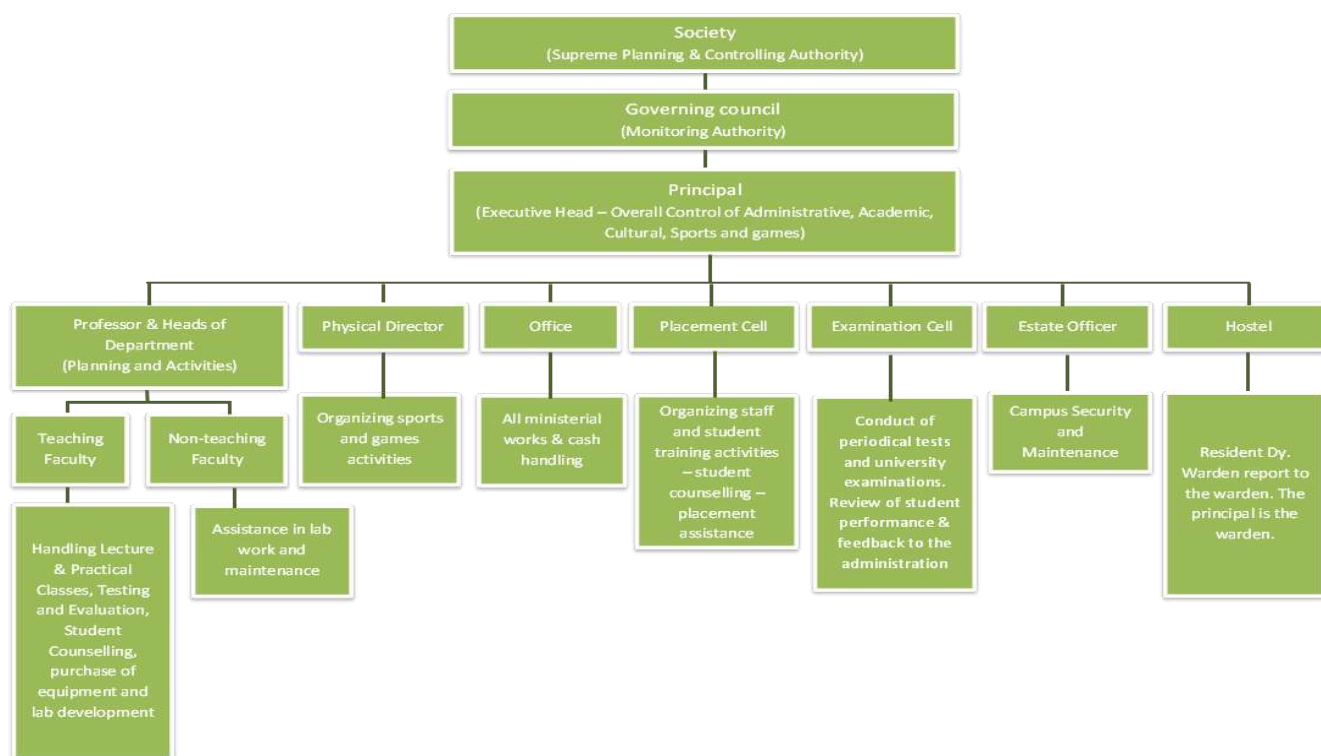 Society
(Supreme Planning & Controlling Authority)
Governing council
(Monitoring Authority)
Principal
(Executive Head – Overall Control of Administrative, Academic,
Cultural, Sports and games)
Professor & Heads of
Department
(Planning and Activities)
Physical Director
Office
Placement Cell
Examination Cell
Estate Officer
Hostel
Teaching
Faculty
Non-teaching
Faculty
Organizing sports
and games
activities
All ministerial
works & cash
handling
Organizing staff
and student
training activities
– student
counselling –
placement
assistance
Conduct of
periodical tests
and university
examinations.
Review of student
performance &
feedback to the
administration
Campus Security
and
Maintenance
Resident Dy.
Warden report to
the warden. The
principal is the
warden.
Handling Lecture
& Practical
Classes, Testing
and Evaluation,
Student
Counselling,
purchase of
equipment and
lab development
Assistance in lab
work and
maintenance